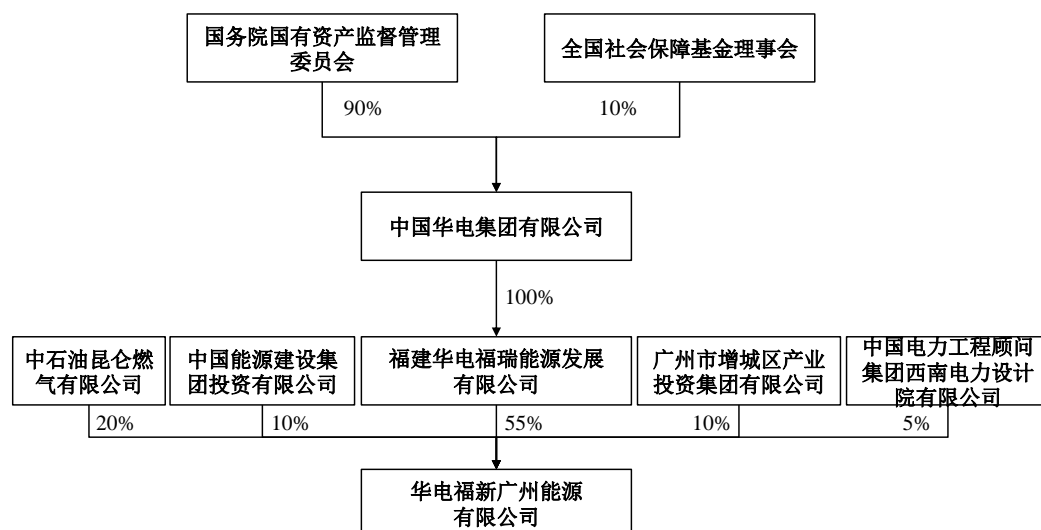 国务院国有资产监督管理
委员会
全国社会保障基金理事会
90%
10%
中国华电集团有限公司
100%
中石油昆仑燃
气有限公司
中国能源建设集
团投资有限公司
福建华电福瑞能源发展
有限公司
广州市增城区产业
投资集团有限公司
中国电力工程顾问
集团西南电力设计
院有限公司
20%
10%
55%
10%
5%
华电福新广州能源
有限公司